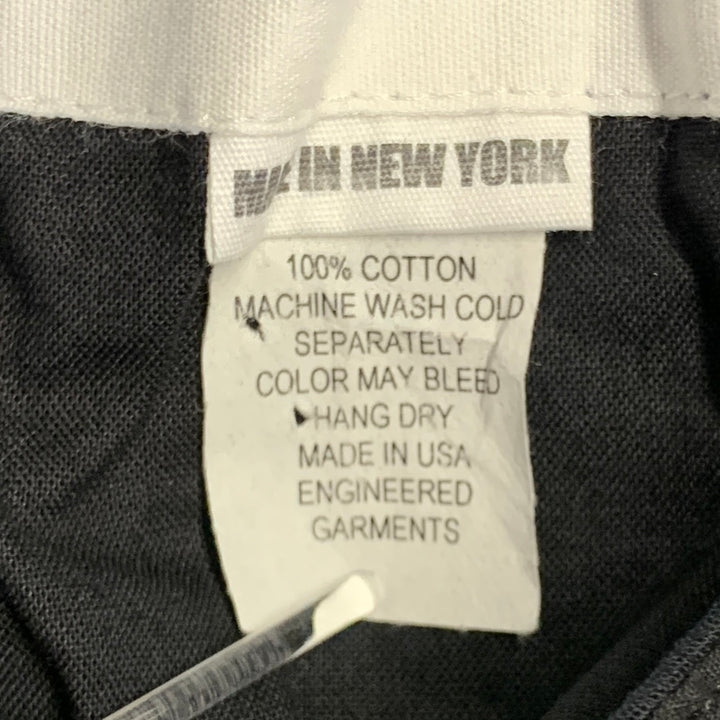 MADE IN NEW YORK
100% COTTON
MACHINE WASH COLD
SEPARATELY
COLOR MAY BLEED
HANG DRY
MADE IN USA
ENGINEERED
GARMENTS